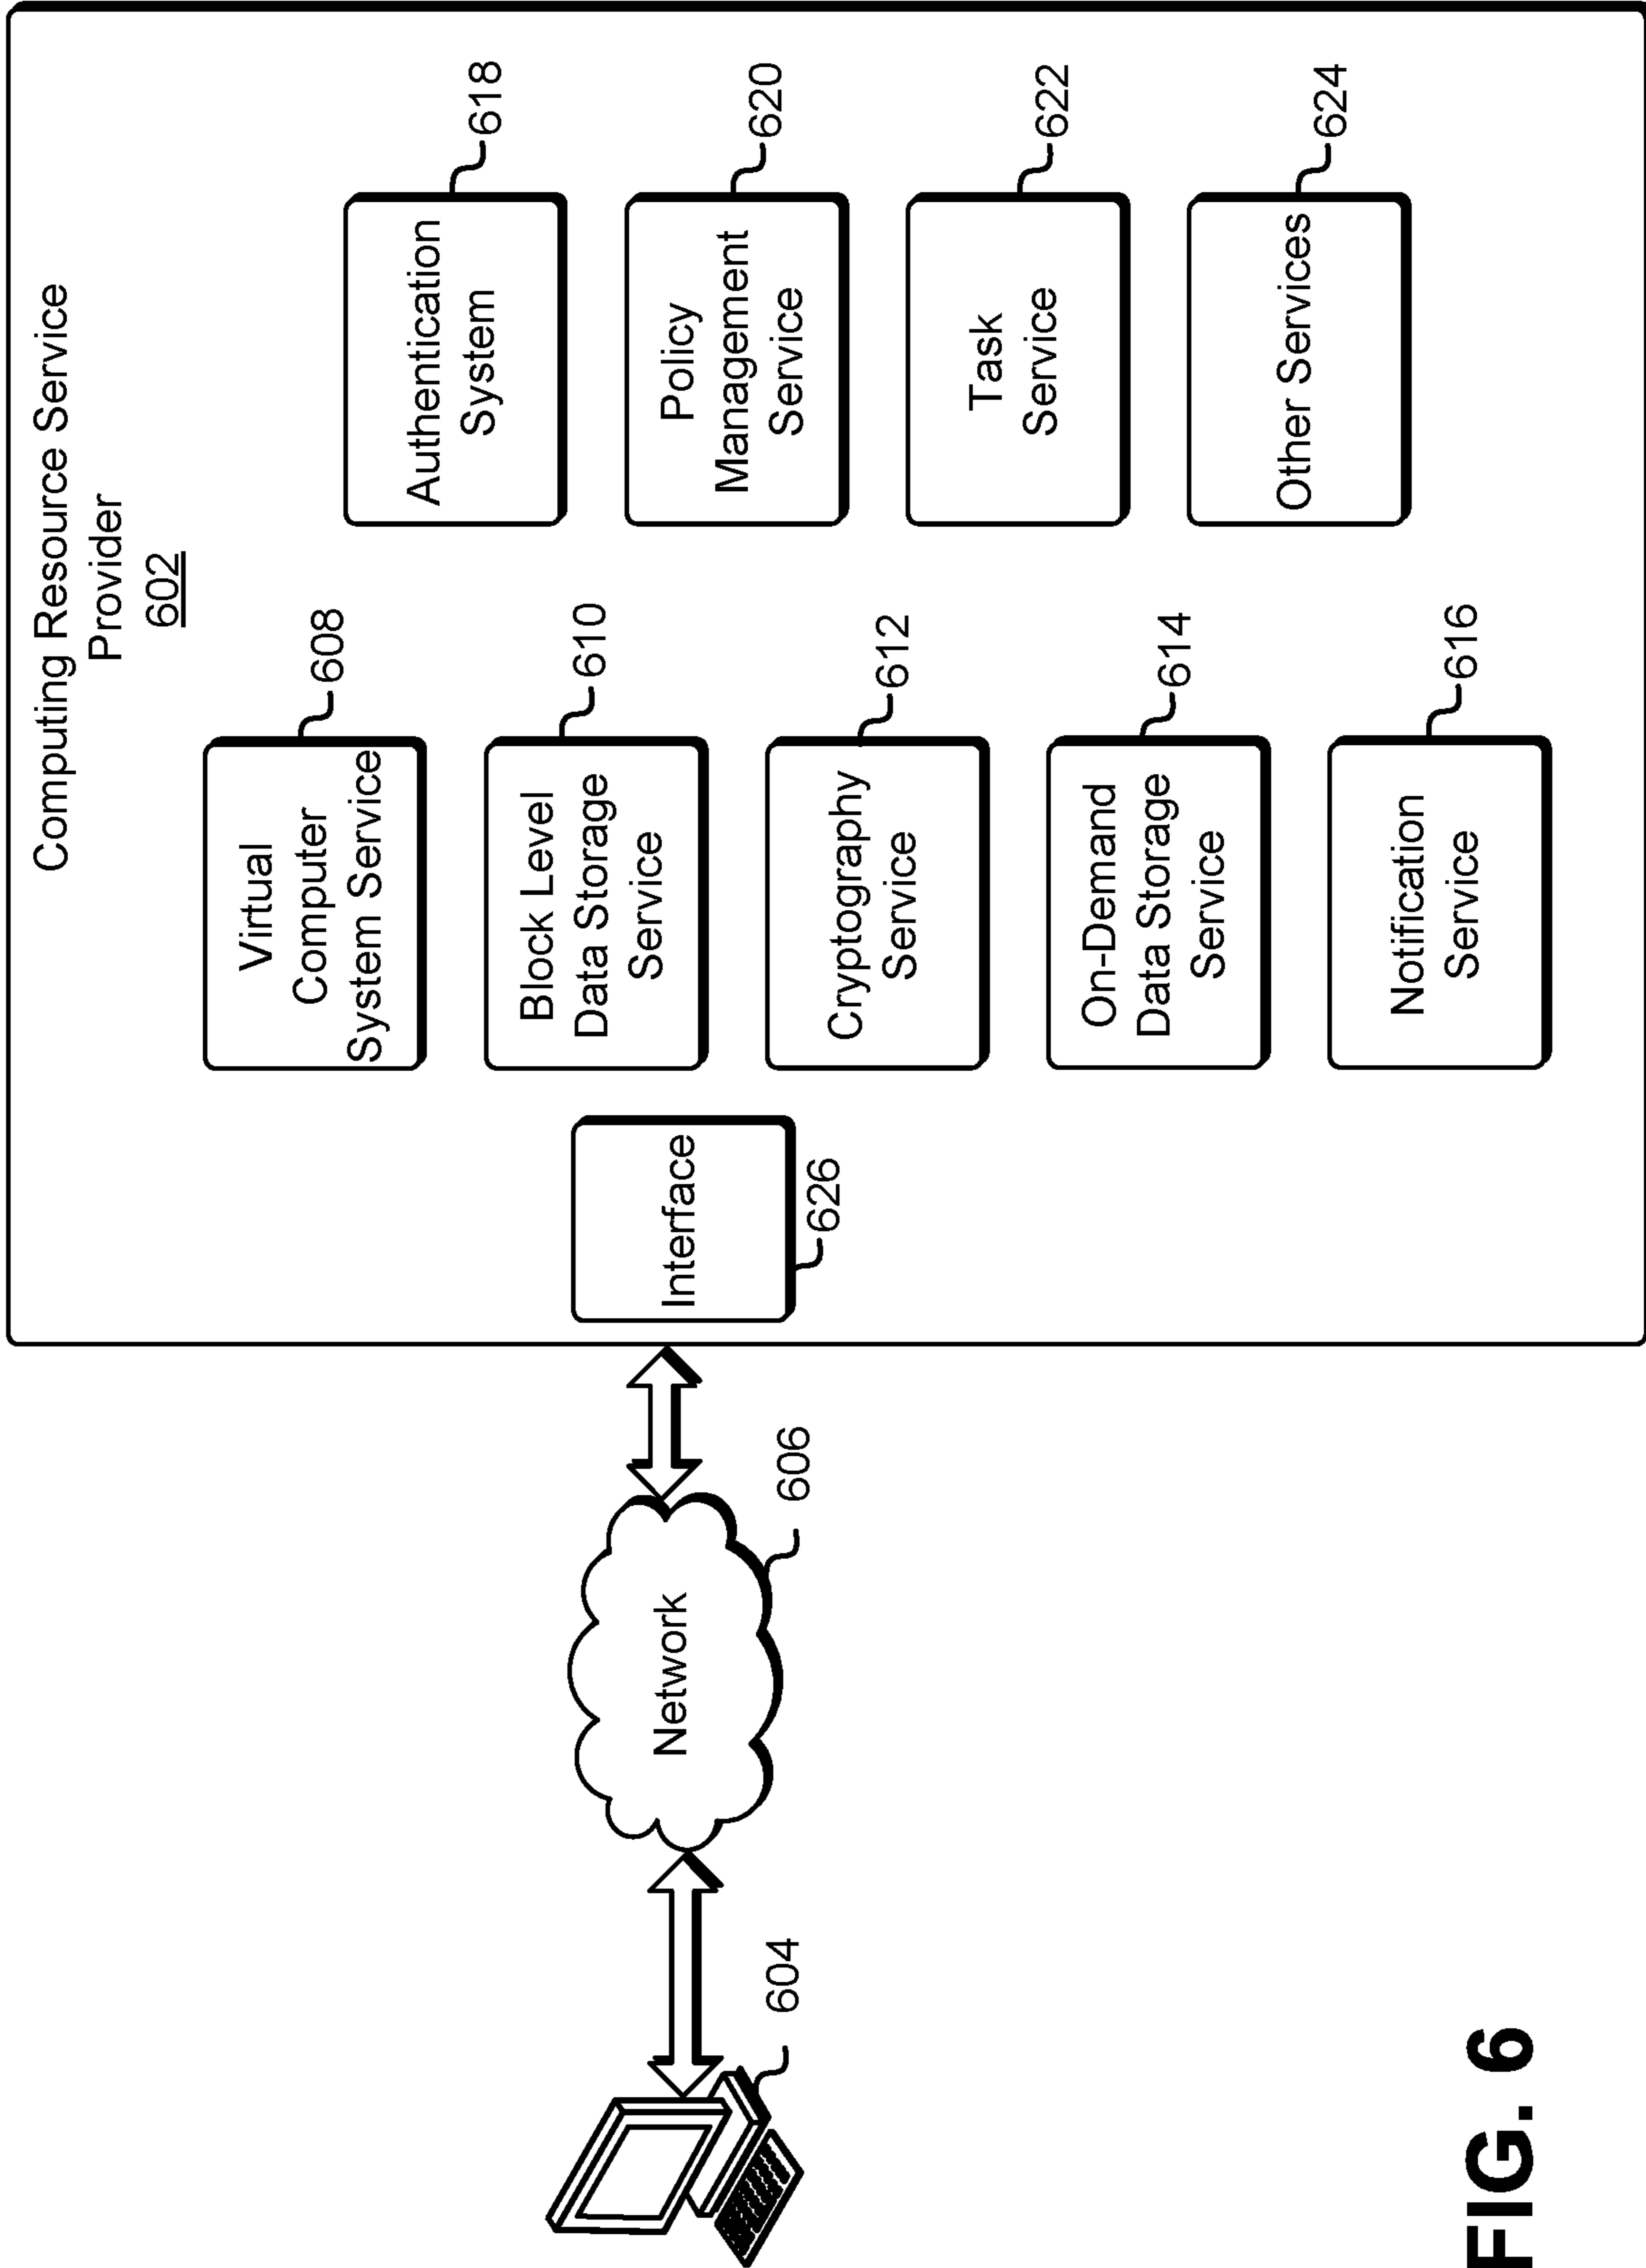 Computing Resource Service
Provider
602
Virtual
Computer
System Service
608
Block Level
Data Storage
Service
610
Cryptography
Service
612
On-Demand
Data Storage
Service
614
Notification
Service
616
Authentication
System
618
Policy
Management
Service
620
Task
Service
622
Other Services
624
Interface
626
Network
606
604
FIG. 6